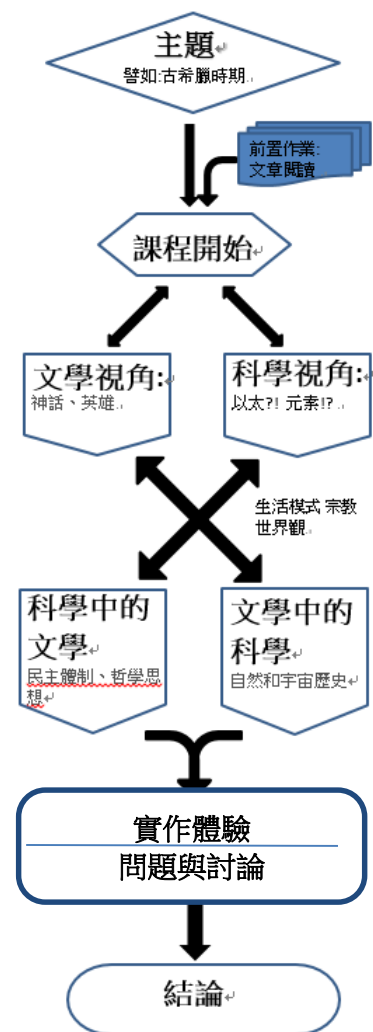 主題
譬如:古希臘時期
前置作業:
文章閱讀
課程開始
文學視角:
神話、英雄
科學視角:
以太?! 元素!?
生活模式 宗教
世界觀
科學中的
文學
民主體制、哲學思
想
文學中的
科學
自然和宇宙歷史
實作體驗
問題與討論
結論